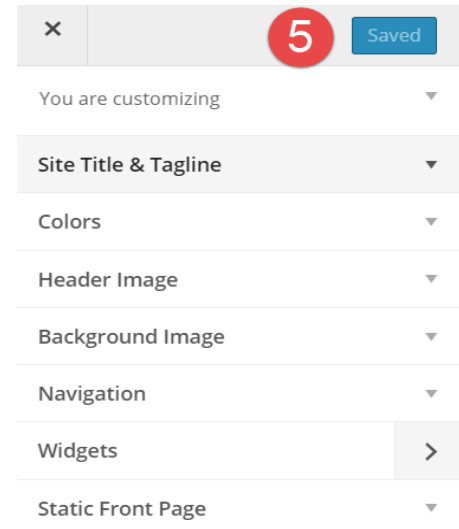 5 Saved
You are customizing
Site Title & Tagline
Colors
Header Image
Background Image
Navigation
Widgets
Static Front Page